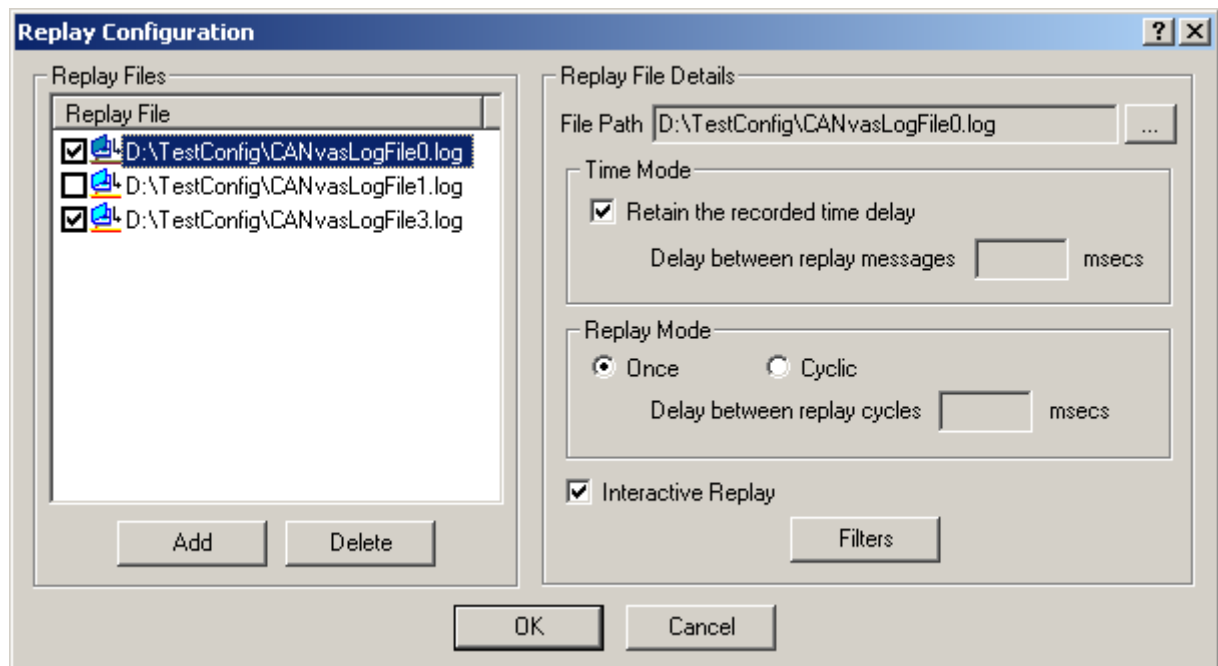 Replay Configuration
Replay Files
Replay File
D:\TestConfig\CANvasLogFile0.log
D:\TestConfig\CANvasLogFile1.log
D:\TestConfig\CANvasLogFile3.log
Add Delete
Replay File Details
File Path D:\TestConfig\CANvasLogFile0.log ...
Time Mode
Retain the recorded time delay
Delay between replay messages msecs
Replay Mode
Once Cyclic
Delay between replay cycles msecs
Interactive Replay
Filters
OK Cancel